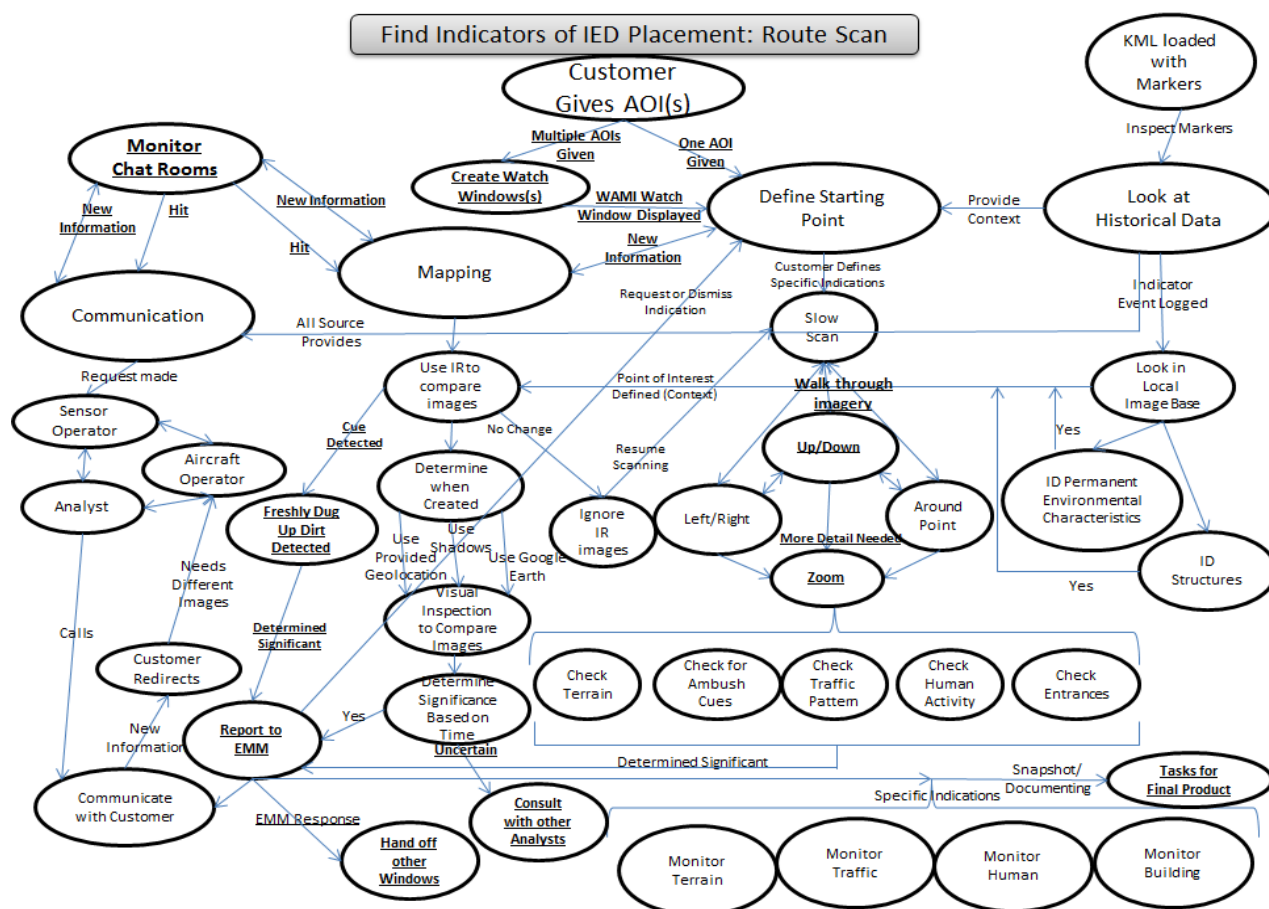 Find Indicators of IED Placement: Route Scan
Customer
Gives AOI(s)
KML loaded
with
Markers
Multiple AOIs
Given
One AOI
Given
Inspect Markers
Monitor
Chat Rooms
Create Watch
Windows(s)
WAMI Watch
Window Displayed
Define Starting
Point
Provide
Context
Look at
Historical Data
New
Information
Hit
New Information
Hit
New
Information
Mapping
Customer Defines
Specific Indications
Request or Dismiss
Indication
Indicator
Event Logged
Communication
All Source
Provides
Slow
Scan
Request made
Use IR to
compare
images
Point of Interest
Defined (Context)
Walk through
imagery
Look in
Local
Image Base
Sensor
Operator
Cue
Detected
No Change
Yes
Up/Down
Aircraft
Operator
Determine
when
Created
Resume
Scanning
ID Permanent
Environmental
Characteristics
Analyst
Freshly Dug
Up Dirt
Detected
Ignore
IR
images
Left/Right
Around
Point
Use
Provided
Geolocation
Use
Shadows
Use Google
Earth
More Detail Needed
Zoom
ID
Structures
Yes
Needs
Different
Images
Visual
Inspection
to Compare
Images
Calls
Determined
Significant
Customer
Redirects
Check
Terrain
Check for
Ambush
Cues
Check
Traffic
Pattern
Check
Human
Activity
Check
Entrances
Determine
Significance
Based on
Time
Yes
Uncertain
New
Information
Report to
EMM
Determined Significant
Communicate
with Customer
EMM Response
Specific Indications
Snapshot/
Documenting
Tasks for
Final Product
Consult
with other
Analysts
Hand off
other
Windows
Monitor
Terrain
Monitor
Traffic
Monitor
Human
Monitor
Building